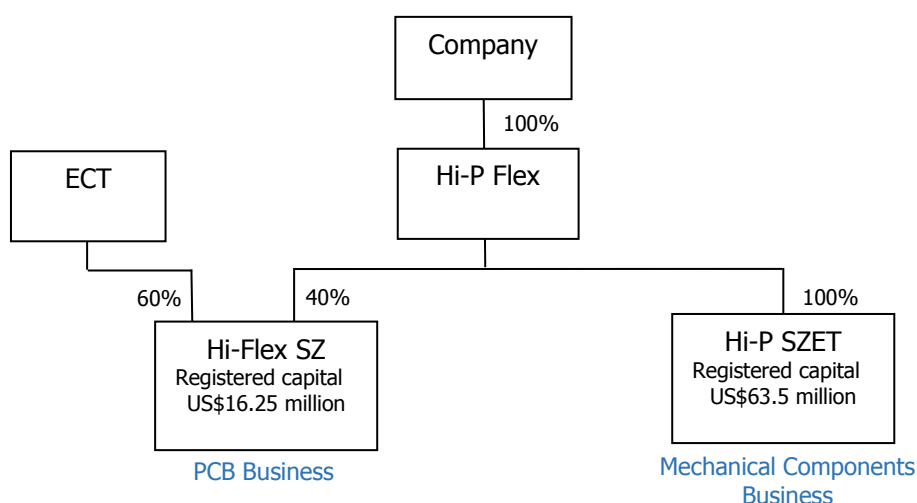 Company
100%
ECT
Hi-P Flex
60%
40%
100%
Hi-Flex SZ
Registered capital
US$16.25 million
Hi-P SZET
Registered capital
US$63.5 million
PCB Business
Mechanical Components
Business